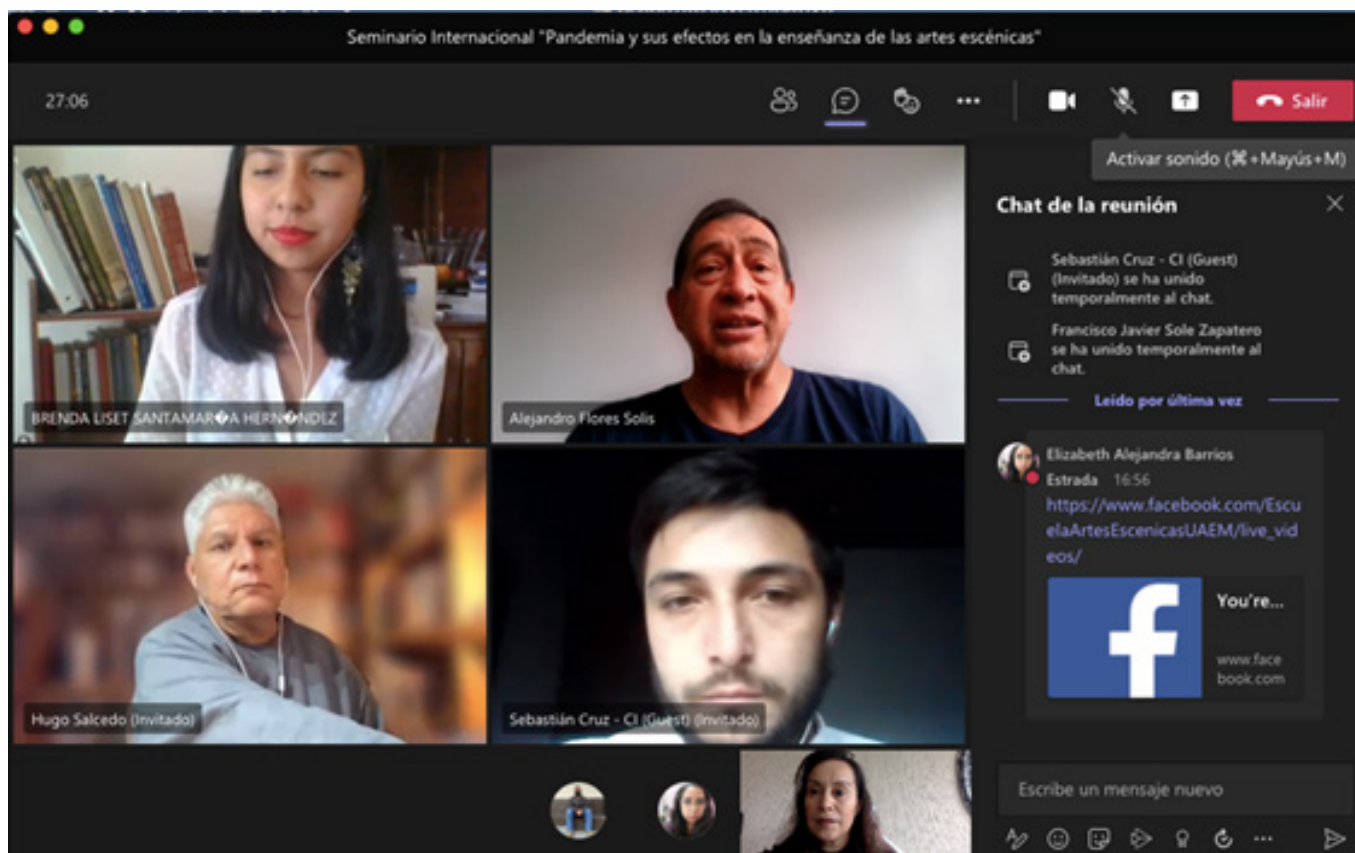 Seminario Internacional "Pandemia y sus efectos en la enseñanza de las artes escénicas"
27:06
Salir
Activar sonido (⌘+Mayús+M)
BRENDA LISET SANTAMAR�A HERN�NDEZ
Alejandro Flores Solis
Hugo Salcedo (Invitado)
Sebastián Cruz - CI (Guest) (Invitado)
Chat de la reunión
Sebastián Cruz - CI (Guest)
(Invitado) se ha unido
temporalmente al chat.
Francisco Javier Sole Zapatero
se ha unido temporalmente al
chat.
Leído por última vez
Elizabeth Alejandra Barrios
Estrada 16:56
https://www.facebook.com/Escu
elaArtesEscenicasUAEM/live_vid
eos/
f
You're...
www.face
book.com
Escribe un mensaje nuevo